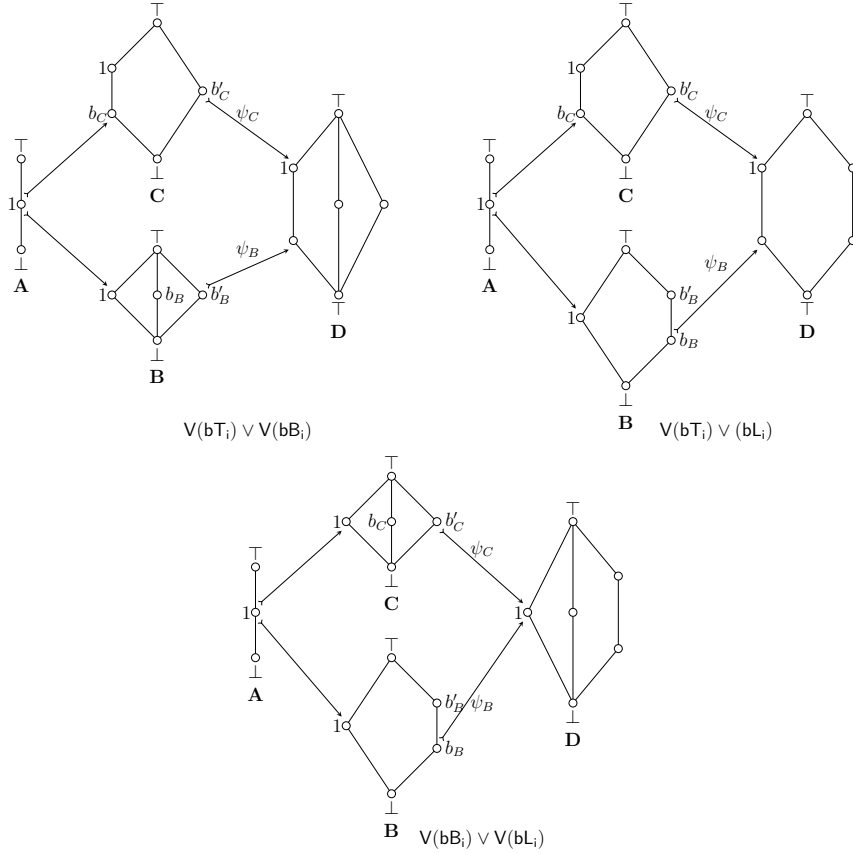 ⊤
1
b_C
b′_C
⊥
C
ψ_C
⊤
1
⊥
A
⊤
1
b_B
b′_B
⊥
B
ψ_B
⊤
1
⊤
D
V(bT_i) ∨ V(bB_i)
⊤
1
b_C
b′_C
⊥
C
ψ_C
⊤
1
⊥
A
⊤
1
b′_B
b_B
⊥
B
ψ_B
⊤
1
⊤
D
V(bT_i) ∨ (bL_i)
⊤
1
b_C
b′_C
⊥
C
ψ_C
⊤
1
⊥
A
⊤
1
b′_B
b_B
⊥
B
ψ_B
⊤
1
⊥
D
V(bB_i) ∨ V(bL_i)